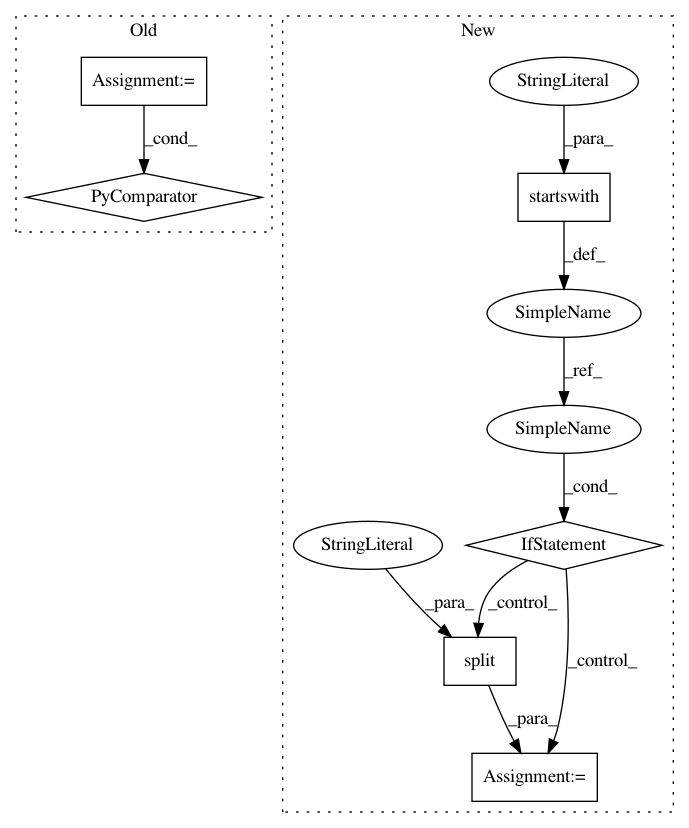 Old
New
Assignment:=
StringLiteral
_cond_
_para_
PyComparator
startswith
_def_
SimpleName
_ref_
SimpleName
_cond_
StringLiteral
IfStatement
_para_
_control_
split
_control_
_para_
Assignment:=